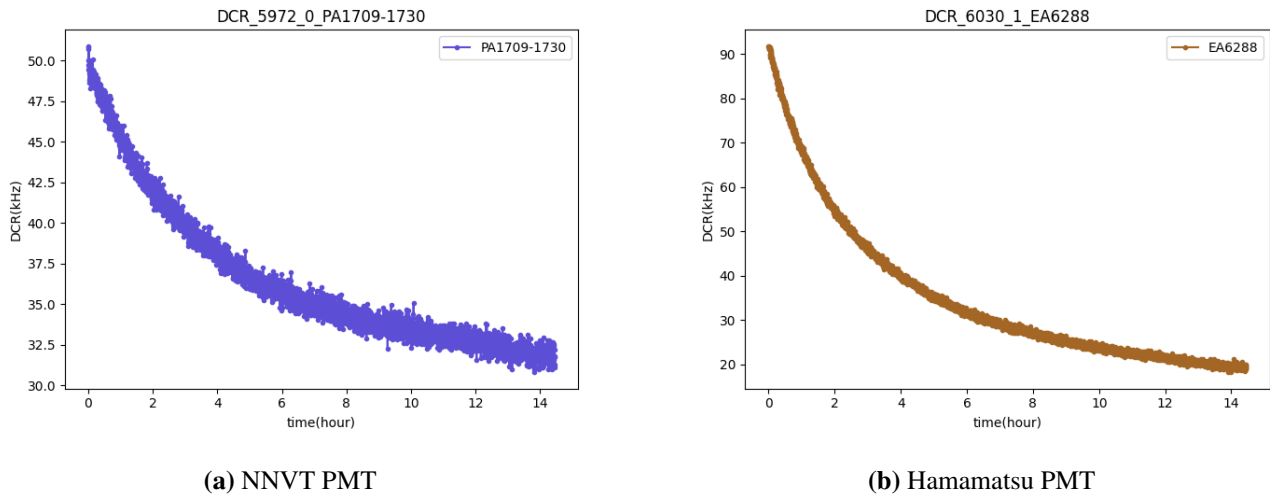 DCR_5972_0_PA1709-1730
PA1709-1730
50.0
47.5
45.0
42.5
40.0
37.5
35.0
32.5
30.0
DCR(kHz)
0 2 4 6 8 10 12 14
time(hour)
(a) NNVT PMT
DCR_6030_1_EA6288
EA6288
90
80
70
60
50
40
30
20
DCR(kHz)
0 2 4 6 8 10 12 14
time(hour)
(b) Hamamatsu PMT